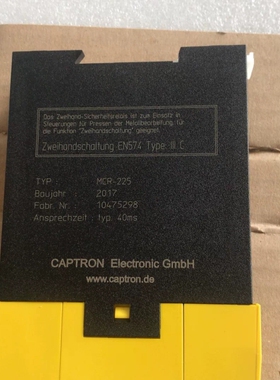 Das Zweihand-Sicherheitsrelais ist zum Einsatz in
Steuerungen für Pressen der Metallbearbeitung, für
die Funktion "Zweihandschaltung" geeignet.
Zweihandschaltung EN574 Type III C
TYP : MCR-225
Baujahr : 2017
Fabr. Nr. : 10475298
Ansprechzeit : typ. 40ms
CAPTRON Electronic GmbH
www.captron.de